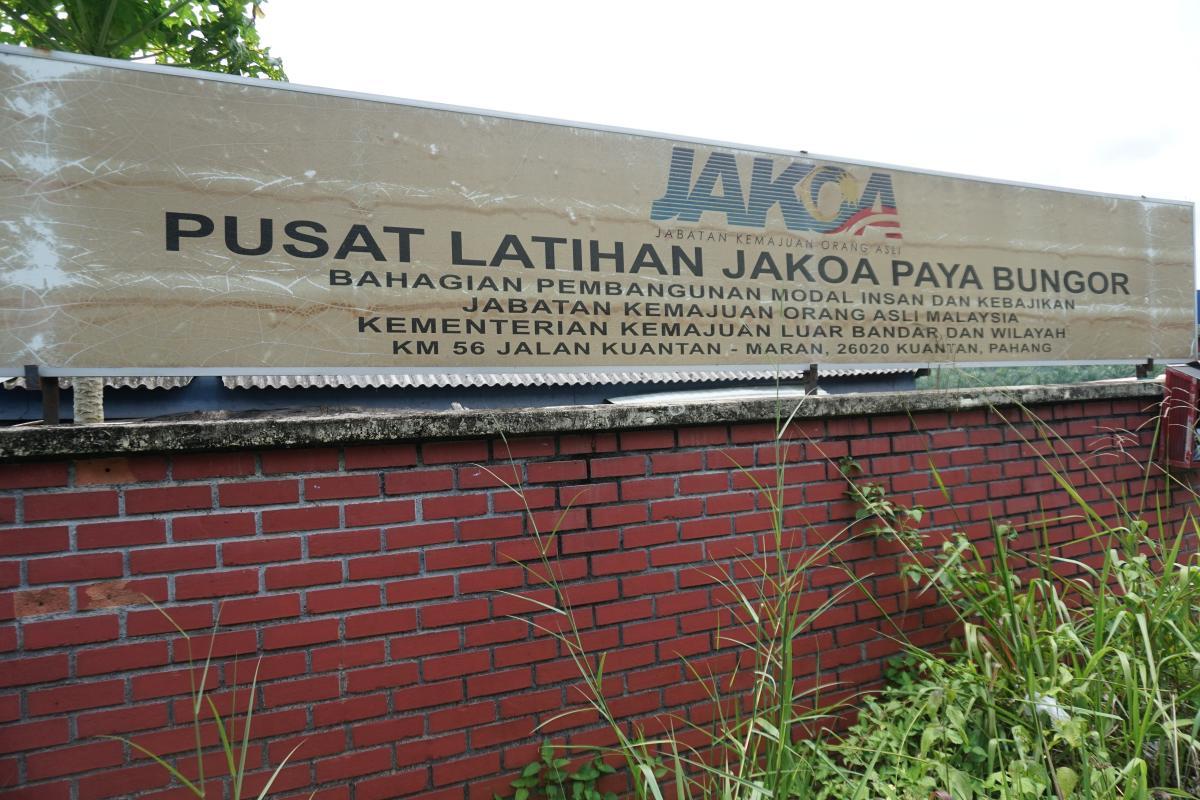 JAKOA
JABATAN KEMAJUAN ORANG ASLI
PUSAT LATIHAN JAKOA PAYA BUNGOR
BAHAGIAN PEMBANGUNAN MODAL INSAN DAN KEBAJIKAN
JABATAN KEMAJUAN ORANG ASLI MALAYSIA
KEMENTERIAN KEMAJUAN LUAR BANDAR DAN WILAYAH
KM 56 JALAN KUANTAN - MARAN, 26020 KUANTAN, PAHANG